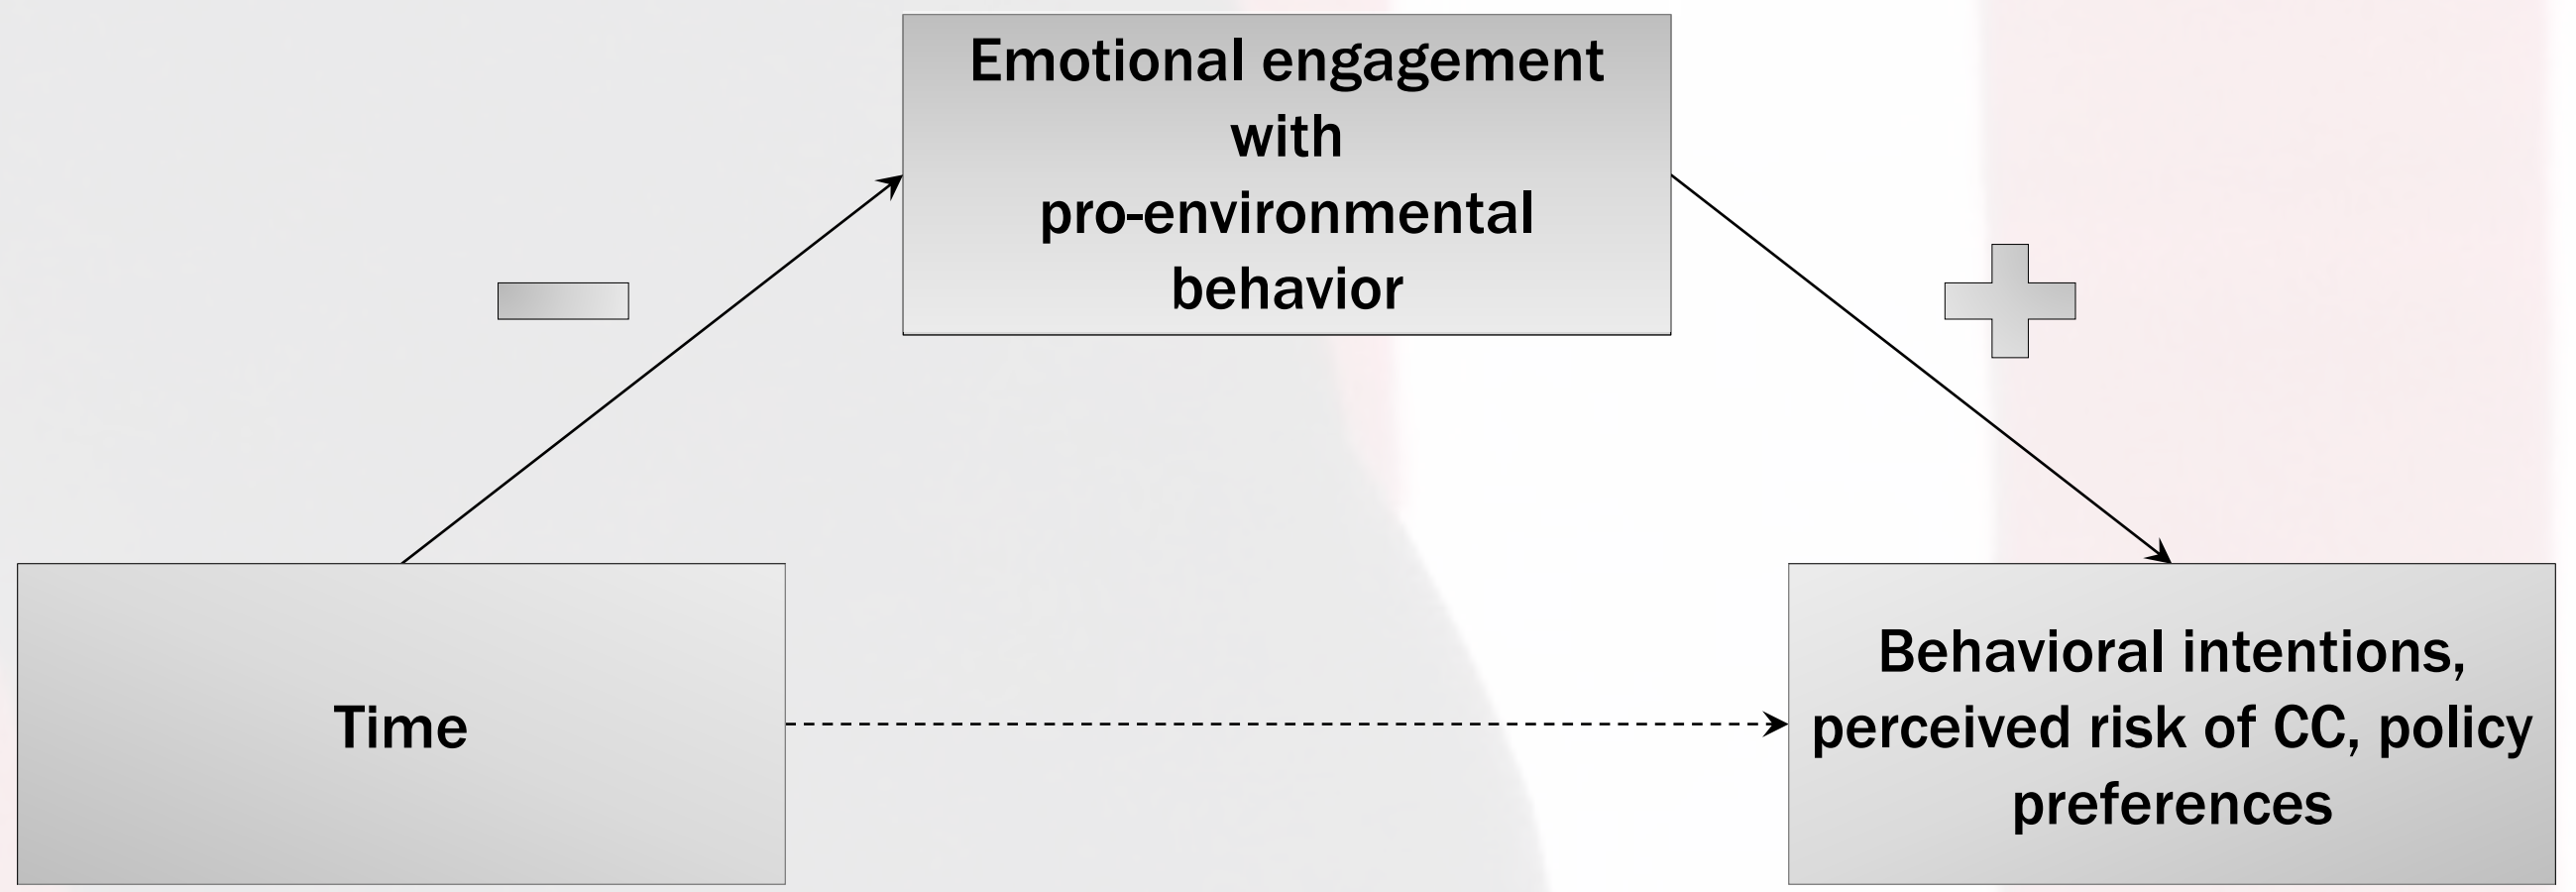 Emotional engagement
with
pro-environmental
behavior
Time
Behavioral intentions,
perceived risk of CC, policy
preferences